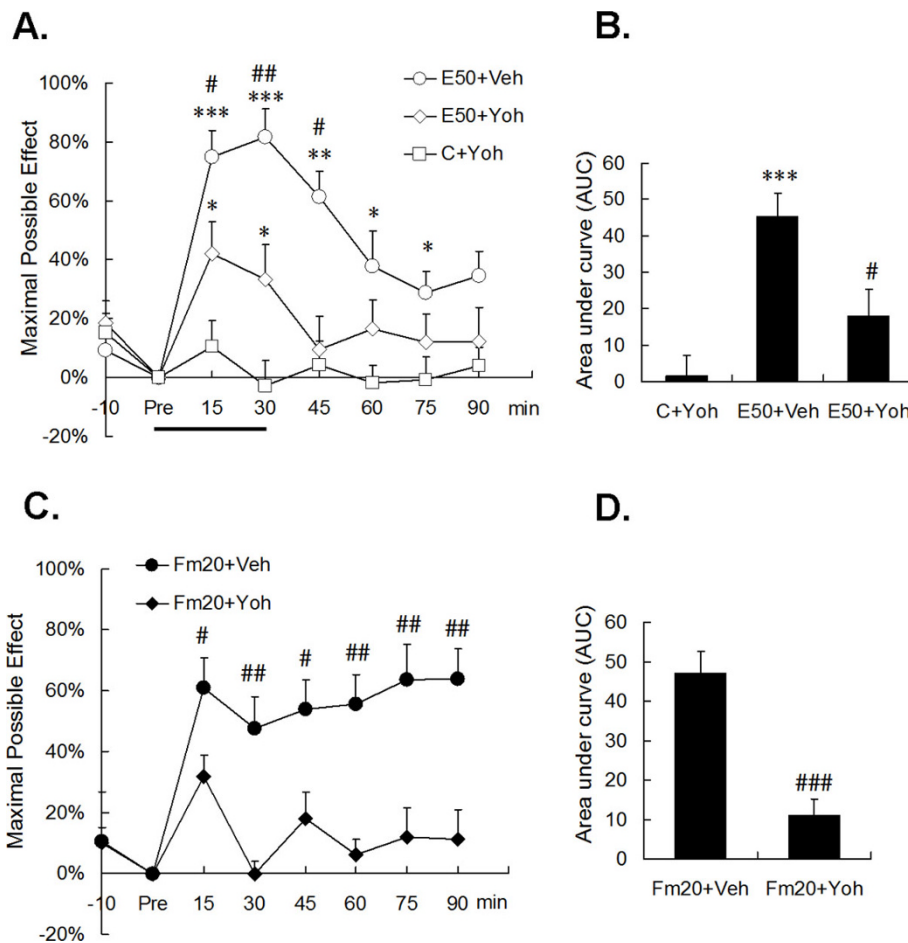 A.
Maximal Possible Effect
100%
80%
60%
40%
20%
0%
-20%
# ## #
*** *** **
* * * *
E50+Veh
E50+Yoh
C+Yoh
-10 Pre 15 30 45 60 75 90 min
B.
Area under curve (AUC)
60
50
40
30
20
10
0
***
#
C+Yoh E50+Veh E50+Yoh
C.
Maximal Possible Effect
100%
80%
60%
40%
20%
0%
-20%
Fm20+Veh
Fm20+Yoh
# ## # ## ## ##
-10 Pre 15 30 45 60 75 90 min
D.
Area under curve (AUC)
60
50
40
30
20
10
0
###
Fm20+Veh Fm20+Yoh